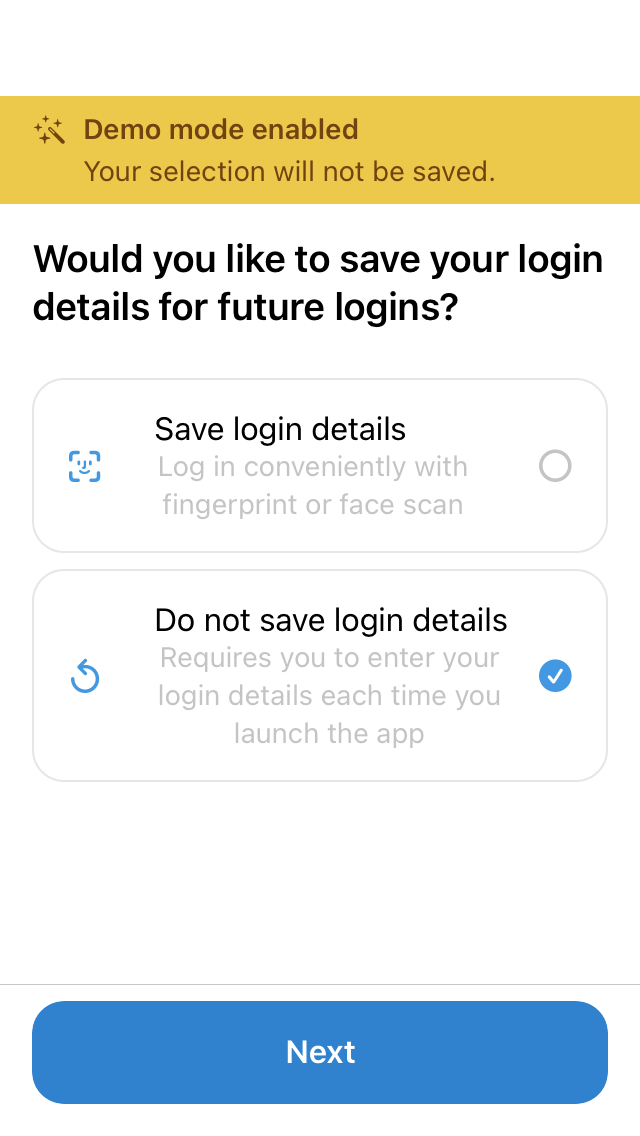 Demo mode enabled
Your selection will not be saved.
Would you like to save your login
details for future logins?
Save login details
Log in conveniently with
fingerprint or face scan
Do not save login details
Requires you to enter your
login details each time you
launch the app
Next